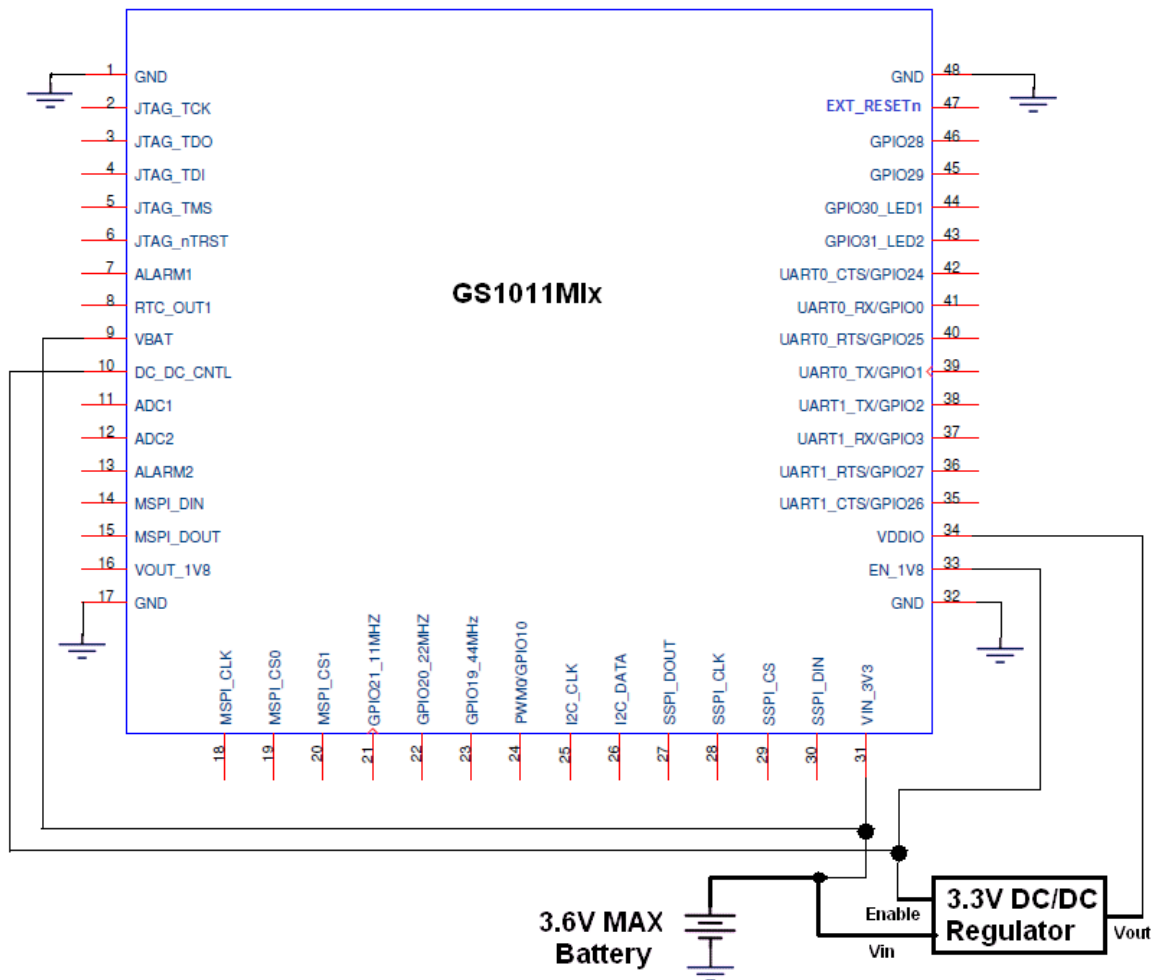 1 GND
2 JTAG_TCK
3 JTAG_TDO
4 JTAG_TDI
5 JTAG_TMS
6 JTAG_nTRST
7 ALARM1
8 RTC_OUT1
9 VBAT
10 DC_DC_CNTL
11 ADC1
12 ADC2
13 ALARM2
14 MSPI_DIN
15 MSPI_DOUT
16 VOUT_1V8
17 GND
GS1011MIx
GND 48
EXT_RESETn 47
GPIO28 46
GPIO29 45
GPIO30_LED1 44
GPIO31_LED2 43
UART0_CTS/GPIO24 42
UART0_RX/GPIO0 41
UART0_RTS/GPIO25 40
UART0_TX/GPIO1 39
UART1_TX/GPIO2 38
UART1_RX/GPIO3 37
UART1_RTS/GPIO27 36
UART1_CTS/GPIO26 35
VDDIO 34
EN_1V8 33
GND 32
MSPI_CLK 18
MSPI_CS0 19
MSPI_CS1 20
GPIO21_11MHZ 21
GPIO20_22MHZ 22
GPIO19_44MHz 23
PWM0/GPIO10 24
I2C_CLK 25
I2C_DATA 26
SSPI_DOUT 27
SSPI_CLK 28
SSPI_CS 29
SSPI_DIN 30
VIN_3V3 31
3.6V MAX
Battery
Enable
Vin
3.3V DC/DC
Regulator
Vout